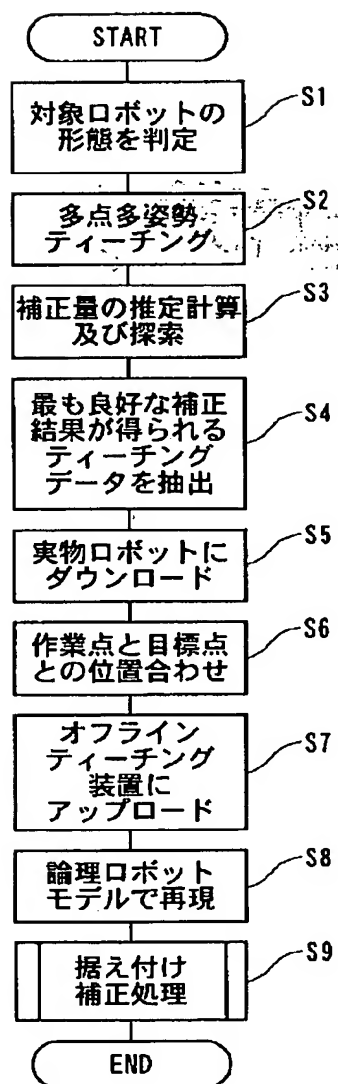 START
対象ロボットの
形態を判定
S1
多点多姿勢
ティーチング
S2
補正量の推定計算
及び探索
S3
最も良好な補正
結果が得られる
ティーチング
データを抽出
S4
実物ロボットに
ダウンロード
S5
作業点と目標点
との位置合わせ
S6
オフライン
ティーチング
装置に
アップロード
S7
論理ロボット
モデルで再現
S8
据え付け
補正処理
S9
END